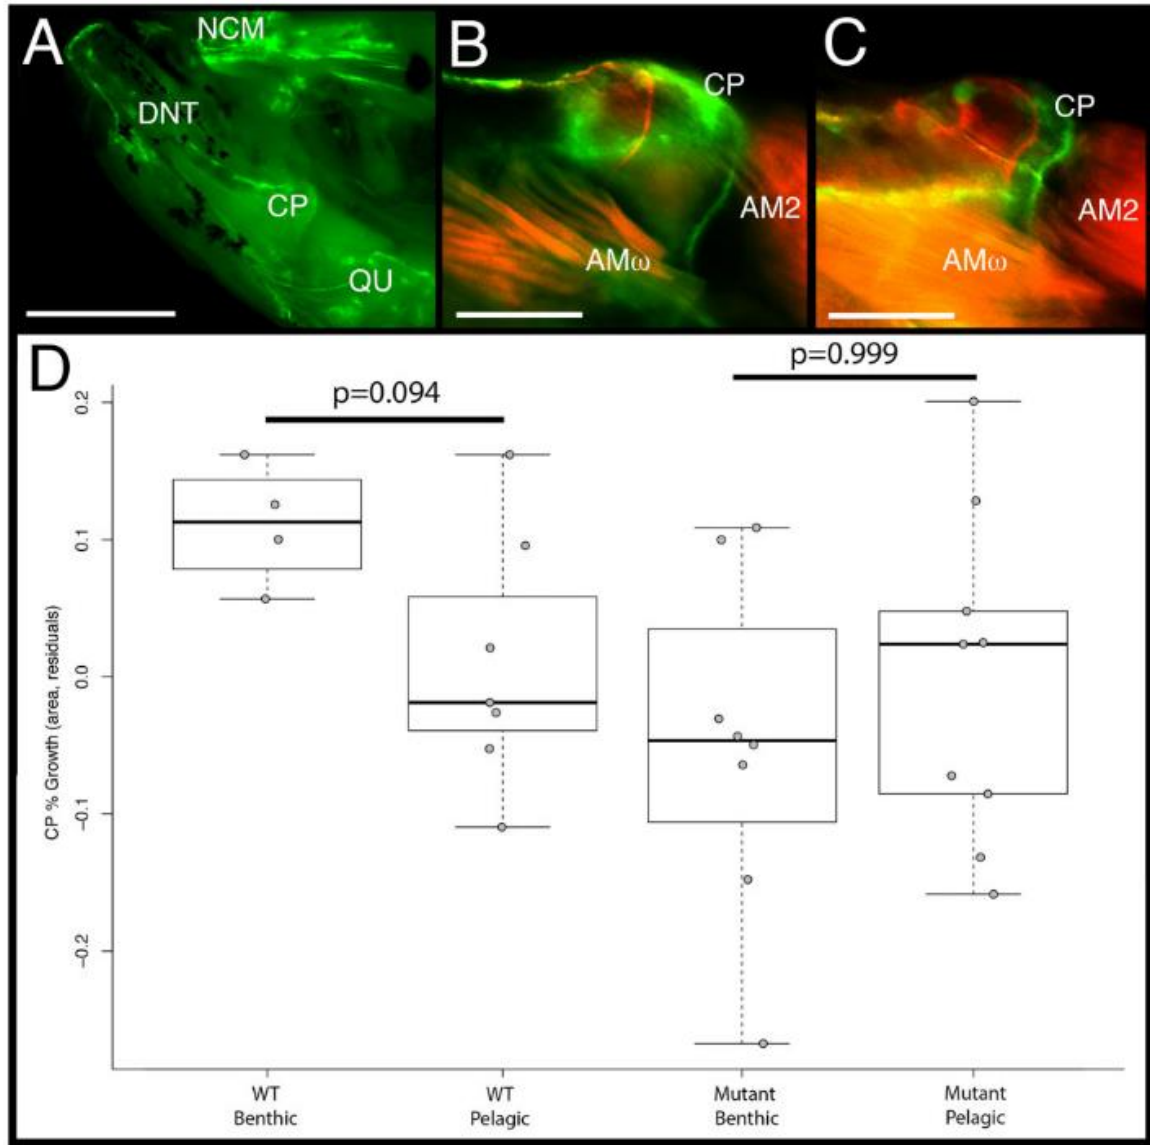 A
NCM
DNT
CP
QU
B
CP
AM2
AMω
C
CP
AM2
AMω
D
p=0.094
p=0.999
CP % Growth (area, residuals)
0.2
0.1
0.0
−0.1
−0.2
WT
Benthic
WT
Pelagic
Mutant
Benthic
Mutant
Pelagic